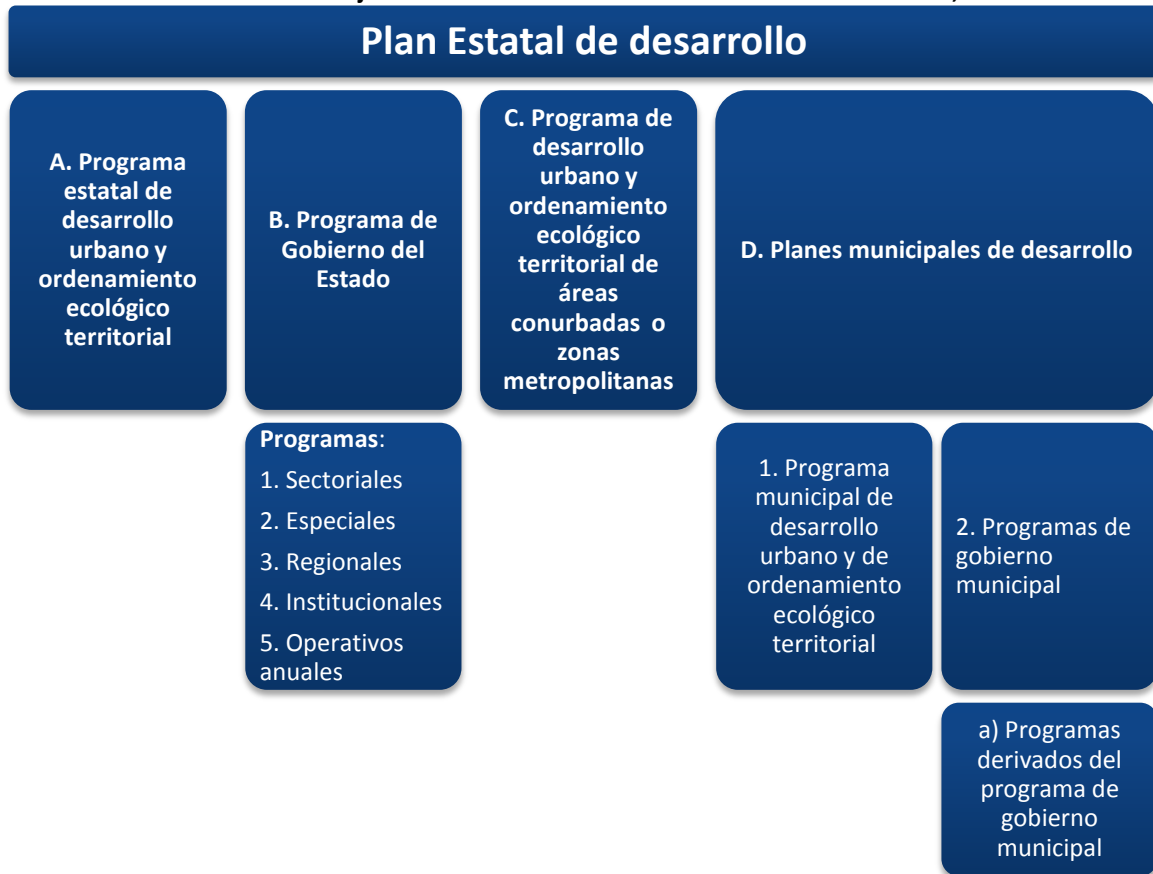 Plan Estatal de desarrollo
A. Programa
estatal de
desarrollo
urbano y
ordenamiento
ecológico
territorial
B. Programa de
Gobierno del
Estado
C. Programa de
desarrollo
urbano y
ordenamiento
ecológico
territorial de
áreas
conurbadas o
zonas
metropolitanas
D. Planes municipales de desarrollo
Programas:
1. Sectoriales
2. Especiales
3. Regionales
4. Institucionales
5. Operativos
anuales
1. Programa
municipal de
desarrollo
urbano y de
ordenamiento
ecológico
territorial
2. Programas de
gobierno
municipal
a) Programas
derivados del
programa de
gobierno
municipal